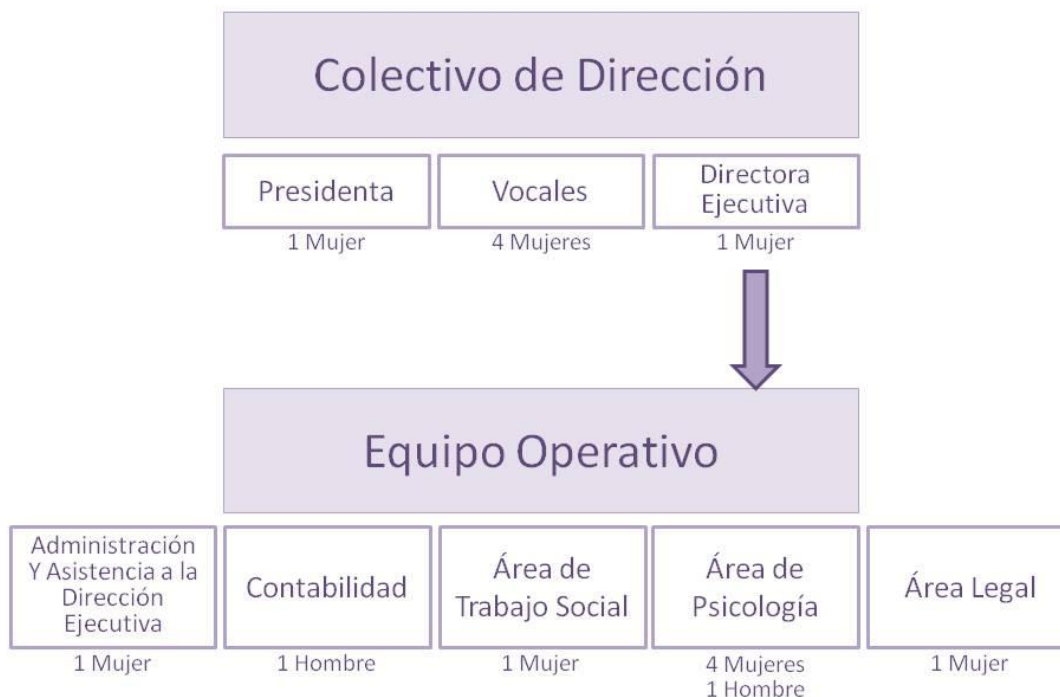 Colectivo de Dirección
Presidenta
Vocales
Directora
Ejecutiva
1 Mujer
4 Mujeres
1 Mujer
Equipo Operativo
Administración
Y Asistencia a la
Dirección
Ejecutiva
Contabilidad
Área de
Trabajo Social
Área de
Psicología
Área Legal
1 Mujer
1 Hombre
1 Mujer
4 Mujeres
1 Hombre
1 Mujer